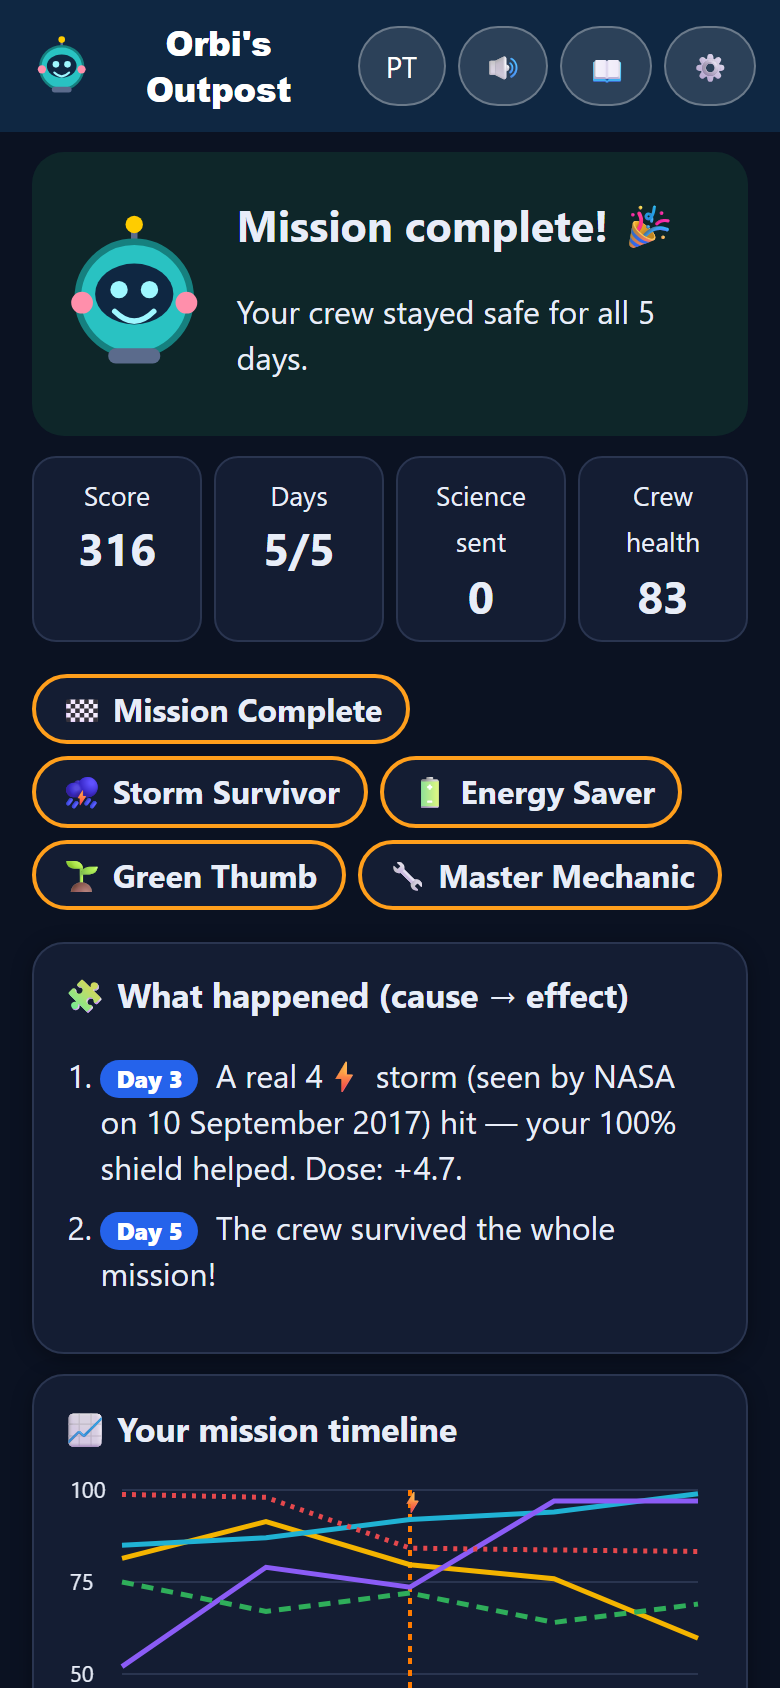 Orbi's
Outpost
PT
Mission complete! 🎉
Your crew stayed safe for all 5
days.
Score
316
Days
5/5
Science
sent
0
Crew
health
83
Mission Complete
Storm Survivor
Energy Saver
Green Thumb
Master Mechanic
What happened (cause → effect)
1. Day 3 A real 4⚡ storm (seen by NASA
on 10 September 2017) hit — your 100%
shield helped. Dose: +4.7.
2. Day 5 The crew survived the whole
mission!
Your mission timeline
100
75
50